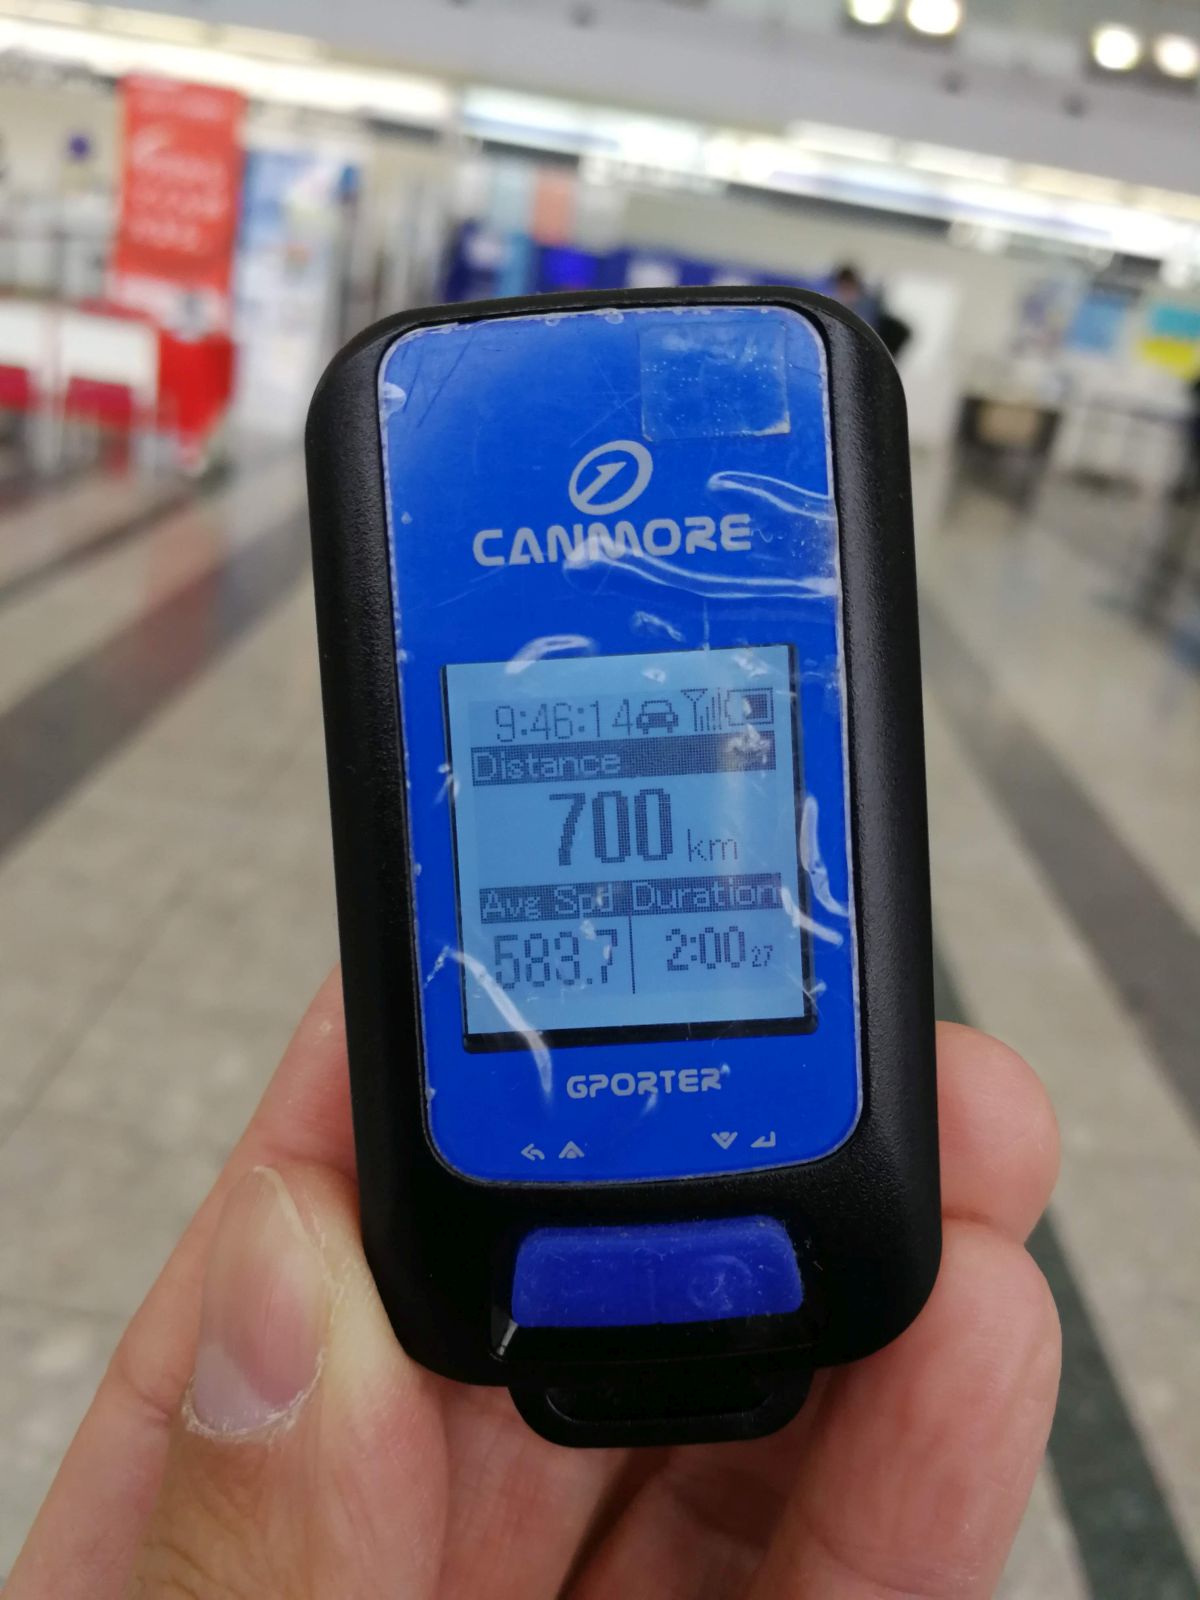 CANMORE
9:46:14
Distance
700 km
Avg Spd Duration
583.7 2:00 27
GPORTER